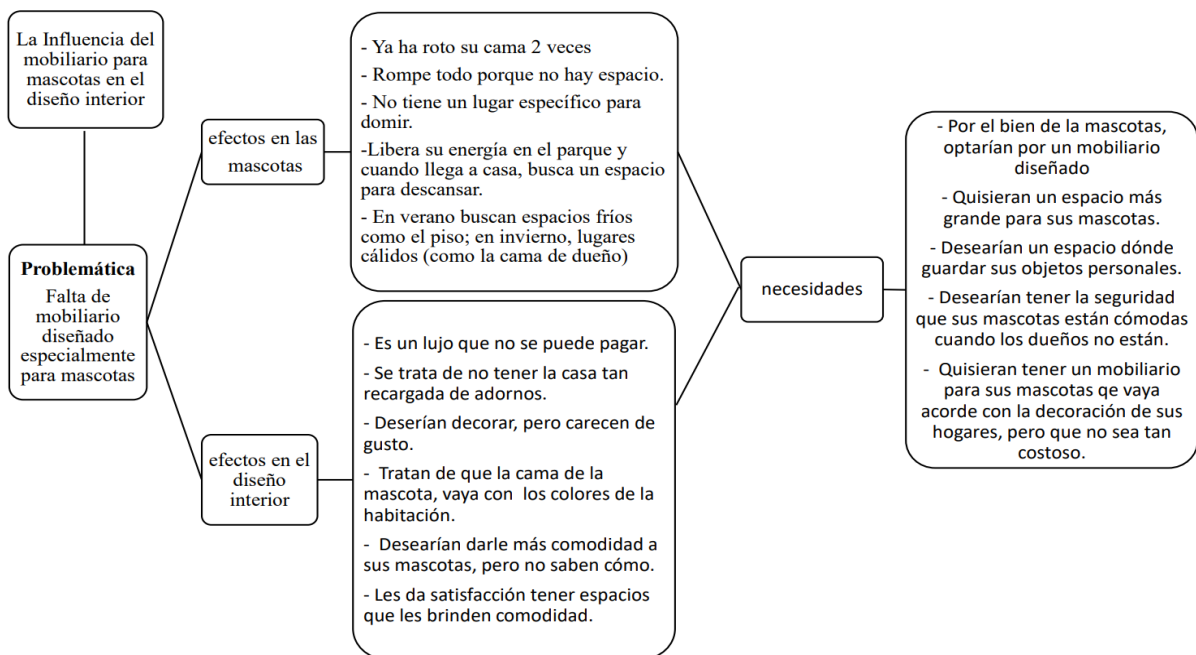 La Influencia del
mobiliario para
mascotas en el
diseño interior
Problemática
Falta de
mobiliario
diseñado
especialmente
para mascotas
efectos en las
mascotas
- Ya ha roto su cama 2 veces
- Rompe todo porque no hay espacio.
- No tiene un lugar específico para
domir.
-Libera su energía en el parque y
cuando llega a casa, busca un espacio
para descansar.
- En verano buscan espacios fríos
como el piso; en invierno, lugares
cálidos (como la cama de dueño)
efectos en el
diseño
interior
- Es un lujo que no se puede pagar.
- Se trata de no tener la casa tan
recargada de adornos.
- Deserían decorar, pero carecen de
gusto.
- Tratan de que la cama de la
mascota, vaya con los colores de la
habitación.
- Desearían darle más comodidad a
sus mascotas, pero no saben cómo.
- Les da satisfacción tener espacios
que les brinden comodidad.
necesidades
- Por el bien de la mascotas,
optarían por un mobiliario
diseñado
- Quisieran un espacio más
grande para sus mascotas.
- Desearían un espacio dónde
guardar sus objetos personales.
- Desearían tener la seguridad
que sus mascotas están cómodas
cuando los dueños no están.
- Quisieran tener un mobiliario
para sus mascotas qe vaya
acorde con la decoración de sus
hogares, pero que no sea tan
costoso.